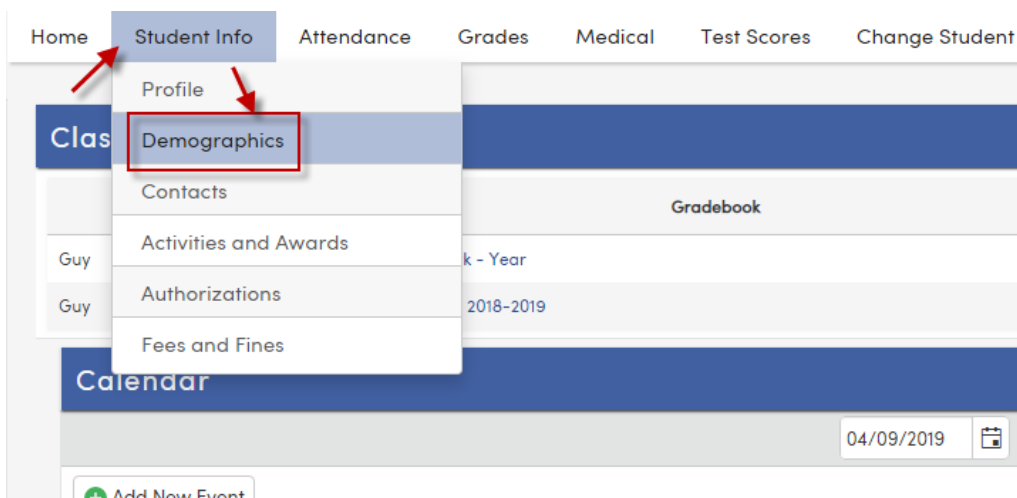 Home Student Info Attendance Grades Medical Test Scores Change Student
Profile
Clas
Demographics
Contacts
Gradebook
Activities and Awards
Guy k - Year
Authorizations
Guy 2018-2019
Fees and Fines
Calendar
04/09/2019
Add New Event